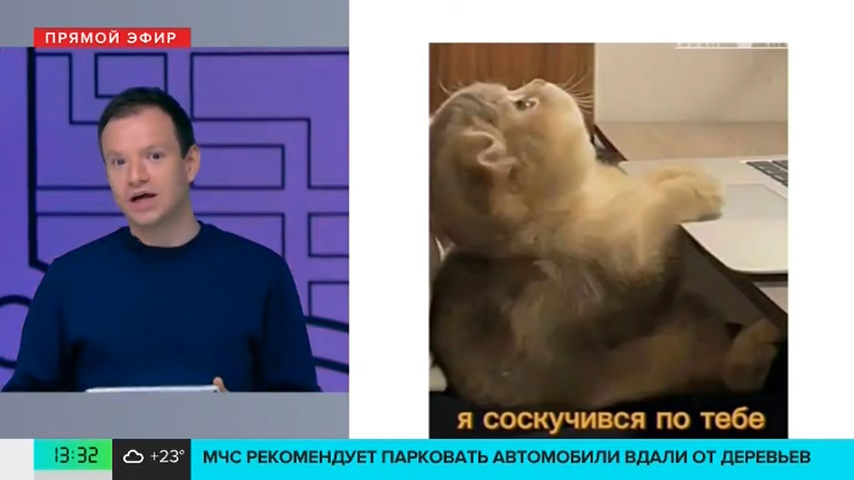 ПРЯМОЙ ЭФИР
я соскучився по тебе
13:32 +23° МЧС РЕКОМЕНДУЕТ ПАРКОВАТЬ АВТОМОБИЛИ ВДАЛИ ОТ ДЕРЕВЬЕВ